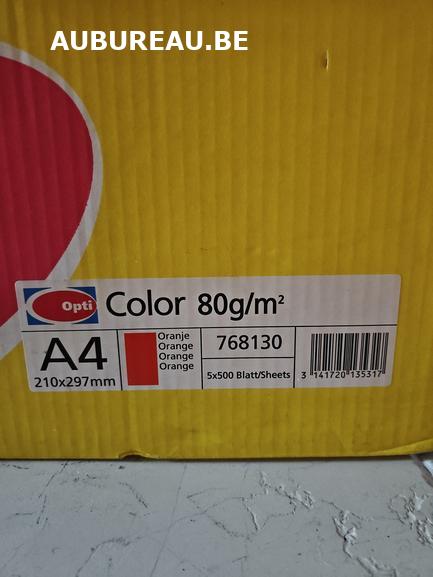 AUBUREAU.BE
Opti
Color 80g/m²
A4
210x297mm
Oranje
Orange
Orange
Orange
768130
5x500 Blatt/Sheets
3 141720 135317